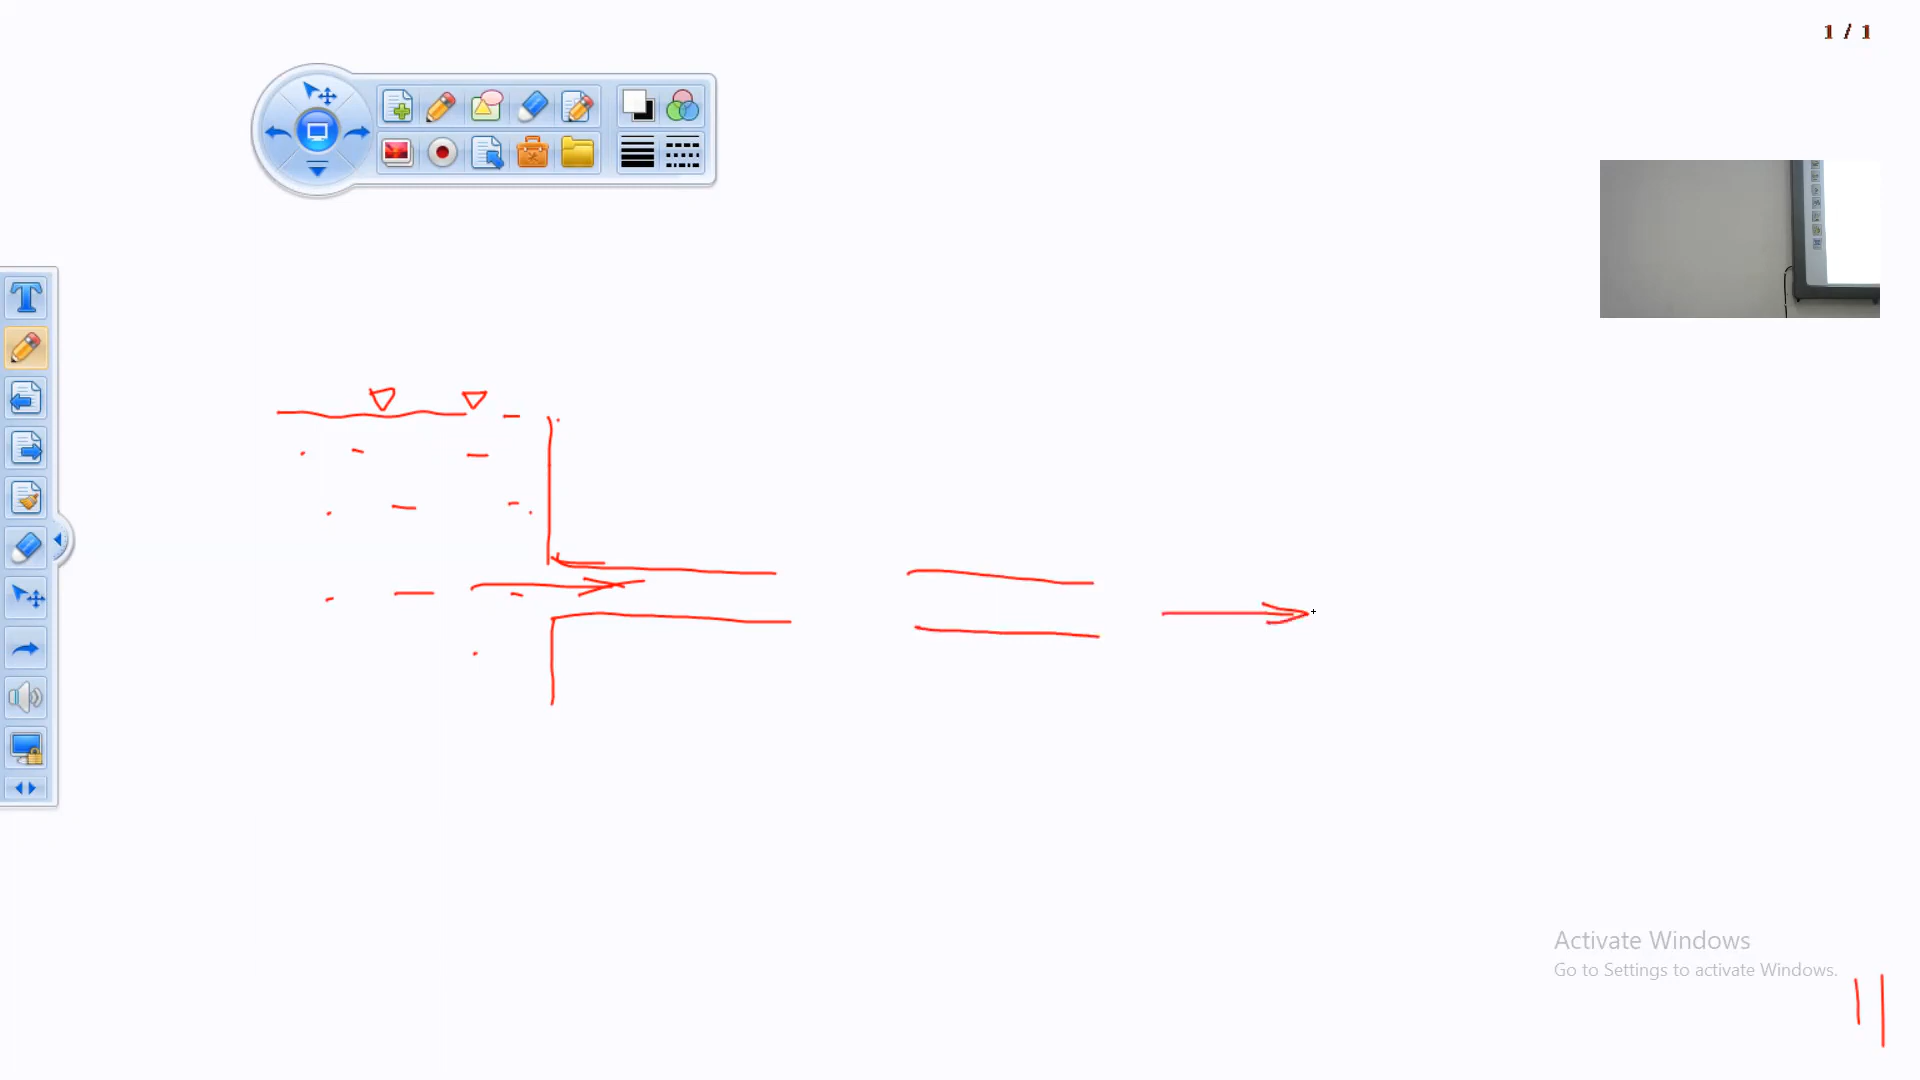 1 / 1
T
Activate Windows
Go to Settings to activate Windows.